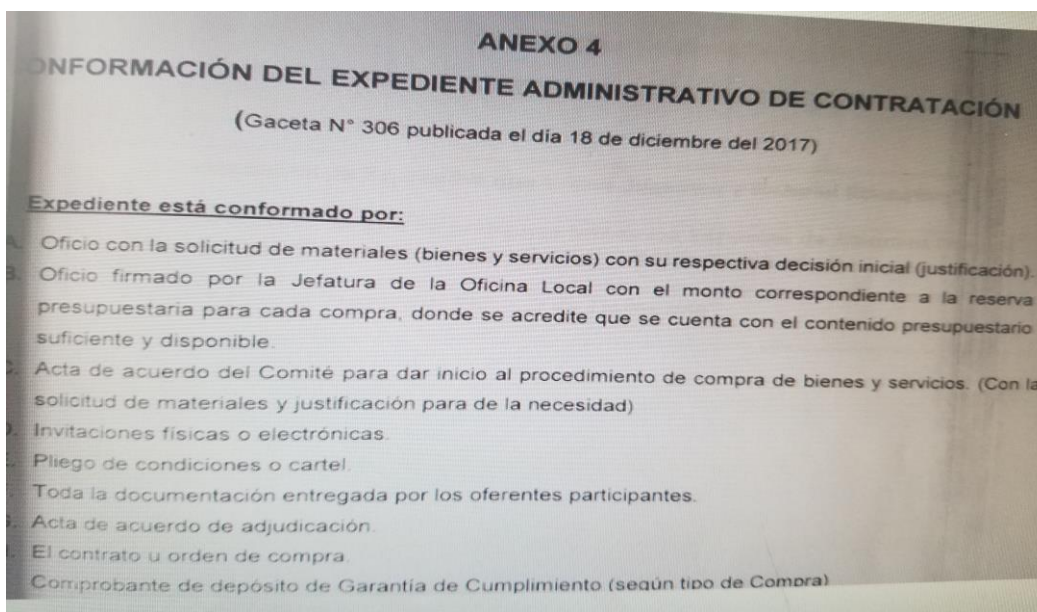 ANEXO 4
ONFORMACIÓN DEL EXPEDIENTE ADMINISTRATIVO DE CONTRATACIÓN
(Gaceta N° 306 publicada el día 18 de diciembre del 2017)
Expediente está conformado por:
A. Oficio con la solicitud de materiales (bienes y servicios) con su respectiva decisión inicial (justificación).
B. Oficio firmado por la Jefatura de la Oficina Local con el monto correspondiente a la reserva
presupuestaria para cada compra, donde se acredite que se cuenta con el contenido presupuestario
suficiente y disponible.
C. Acta de acuerdo del Comité para dar inicio al procedimiento de compra de bienes y servicios. (Con la
solicitud de materiales y justificación para de la necesidad)
D. Invitaciones físicas o electrónicas.
E. Pliego de condiciones o cartel.
Toda la documentación entregada por los oferentes participantes.
G. Acta de acuerdo de adjudicación.
H. El contrato u orden de compra.
Comprobante de depósito de Garantía de Cumplimiento (según tipo de Compra)